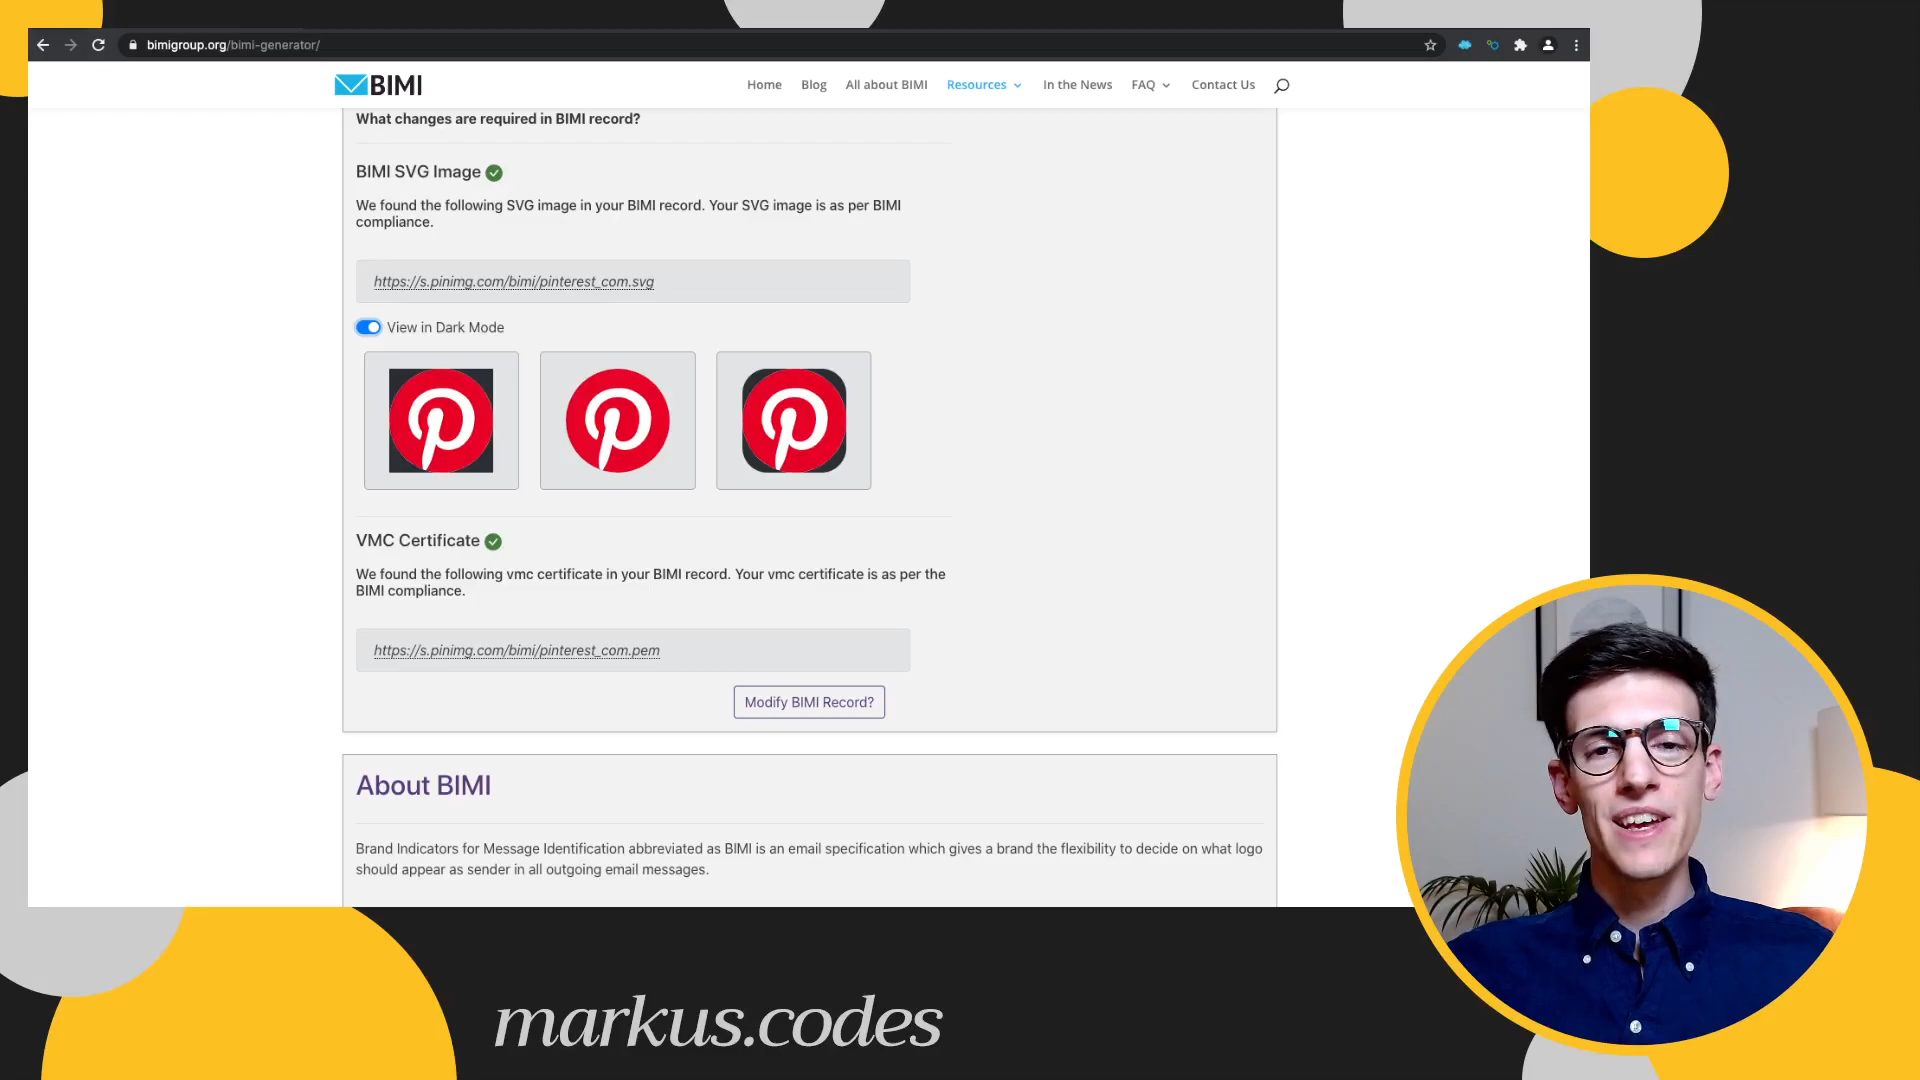 bimigroup.org/bimi-generator/
BIMI
Home
Blog
All about BIMI
Resources
In the News
FAQ
Contact Us
What changes are required in BIMI record?
BIMI SVG Image
We found the following SVG image in your BIMI record. Your SVG image is as per BIMI
compliance.
https://s.pinimg.com/bimi/pinterest_com.svg
View in Dark Mode
VMC Certificate
We found the following vmc certificate in your BIMI record. Your vmc certificate is as per the
BIMI compliance.
https://s.pinimg.com/bimi/pinterest_com.pem
Modify BIMI Record?
About BIMI
Brand Indicators for Message Identification abbreviated as BIMI is an email specification which gives a brand the flexibility to decide on what logo
should appear as sender in all outgoing email messages.
markus.codes